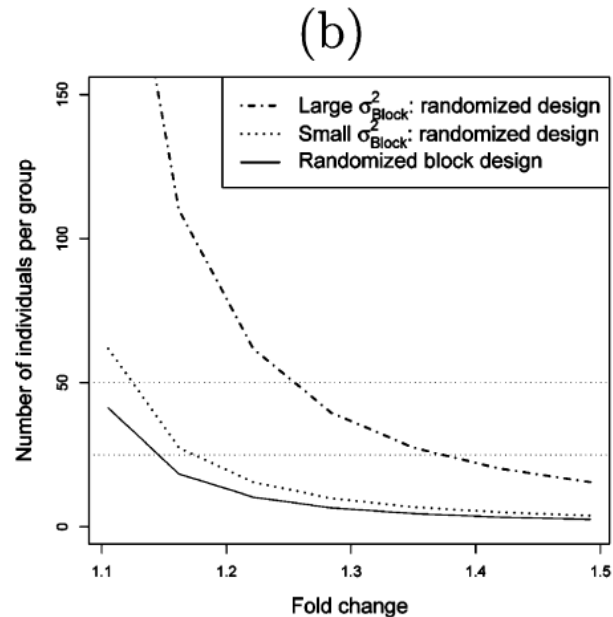 (b)
Large σ²Block: randomized design
Small σ²Block: randomized design
Randomized block design
Number of individuals per group
150
100
50
0
1.1 1.2 1.3 1.4 1.5
Fold change